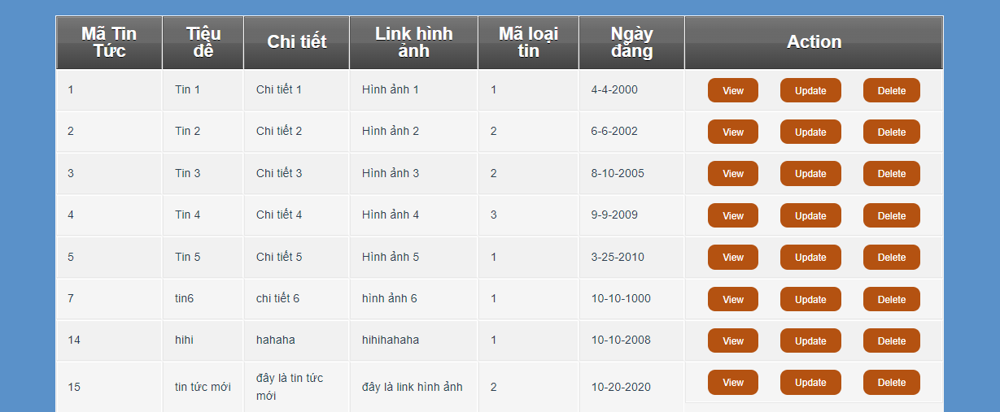 Mã Tin Tức Tiêu đề Chi tiết Link hình ảnh Mã loại tin Ngày đăng Action
1 Tin 1 Chi tiết 1 Hình ảnh 1 1 4-4-2000 View Update Delete
2 Tin 2 Chi tiết 2 Hình ảnh 2 2 6-6-2002 View Update Delete
3 Tin 3 Chi tiết 3 Hình ảnh 3 2 8-10-2005 View Update Delete
4 Tin 4 Chi tiết 4 Hình ảnh 4 3 9-9-2009 View Update Delete
5 Tin 5 Chi tiết 5 Hình ảnh 5 1 3-25-2010 View Update Delete
7 tin6 chi tiết 6 hình ảnh 6 1 10-10-1000 View Update Delete
14 hihi hahaha hihihahaha 1 10-10-2008 View Update Delete
15 tin tức mới đây là tin tức mới đây là link hình ảnh 2 10-20-2020 View Update Delete